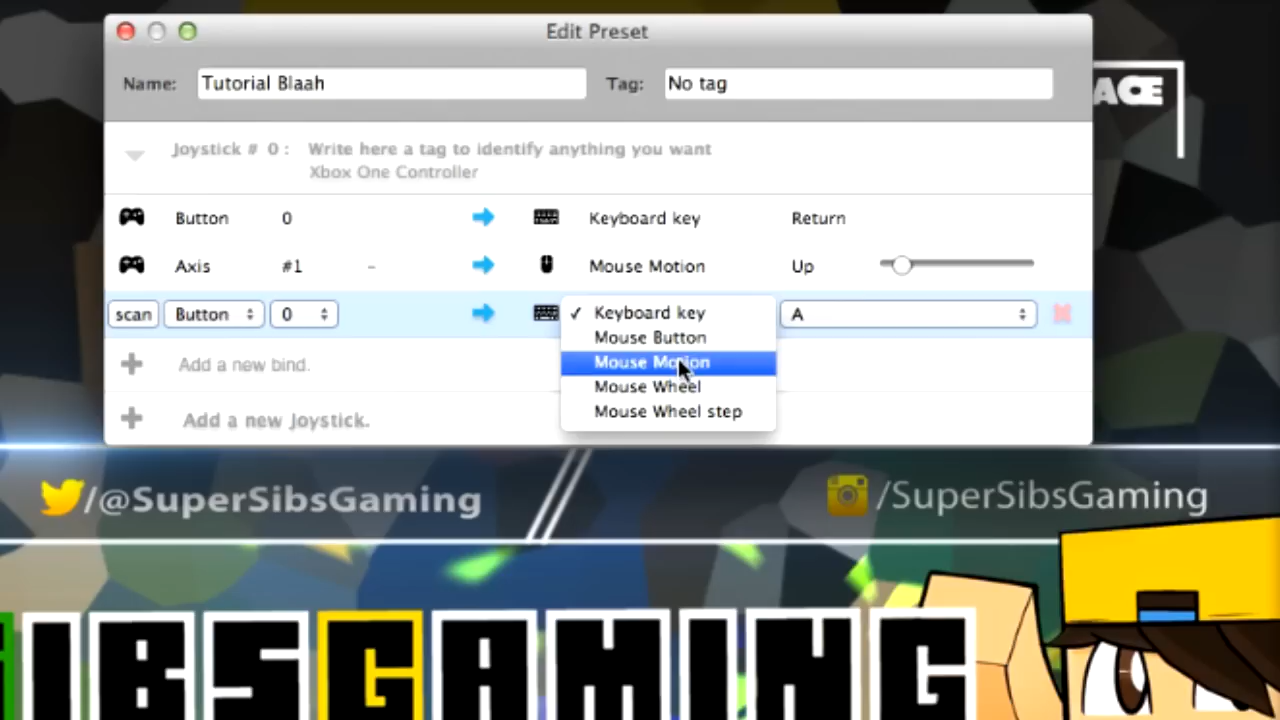 Edit Preset
Name: Tutorial Blaah Tag: No tag
ACE
Joystick # 0 : Write here a tag to identify anything you want
Xbox One Controller
Button 0 Keyboard key Return
Axis #1 – Mouse Motion Up
scan Button 0 ✓ Keyboard key A
Mouse Button
Mouse Motion
Mouse Wheel
Mouse Wheel step
Add a new bind.
Add a new Joystick.
/@SuperSibsGaming /SuperSibsGaming
IBSGAMING